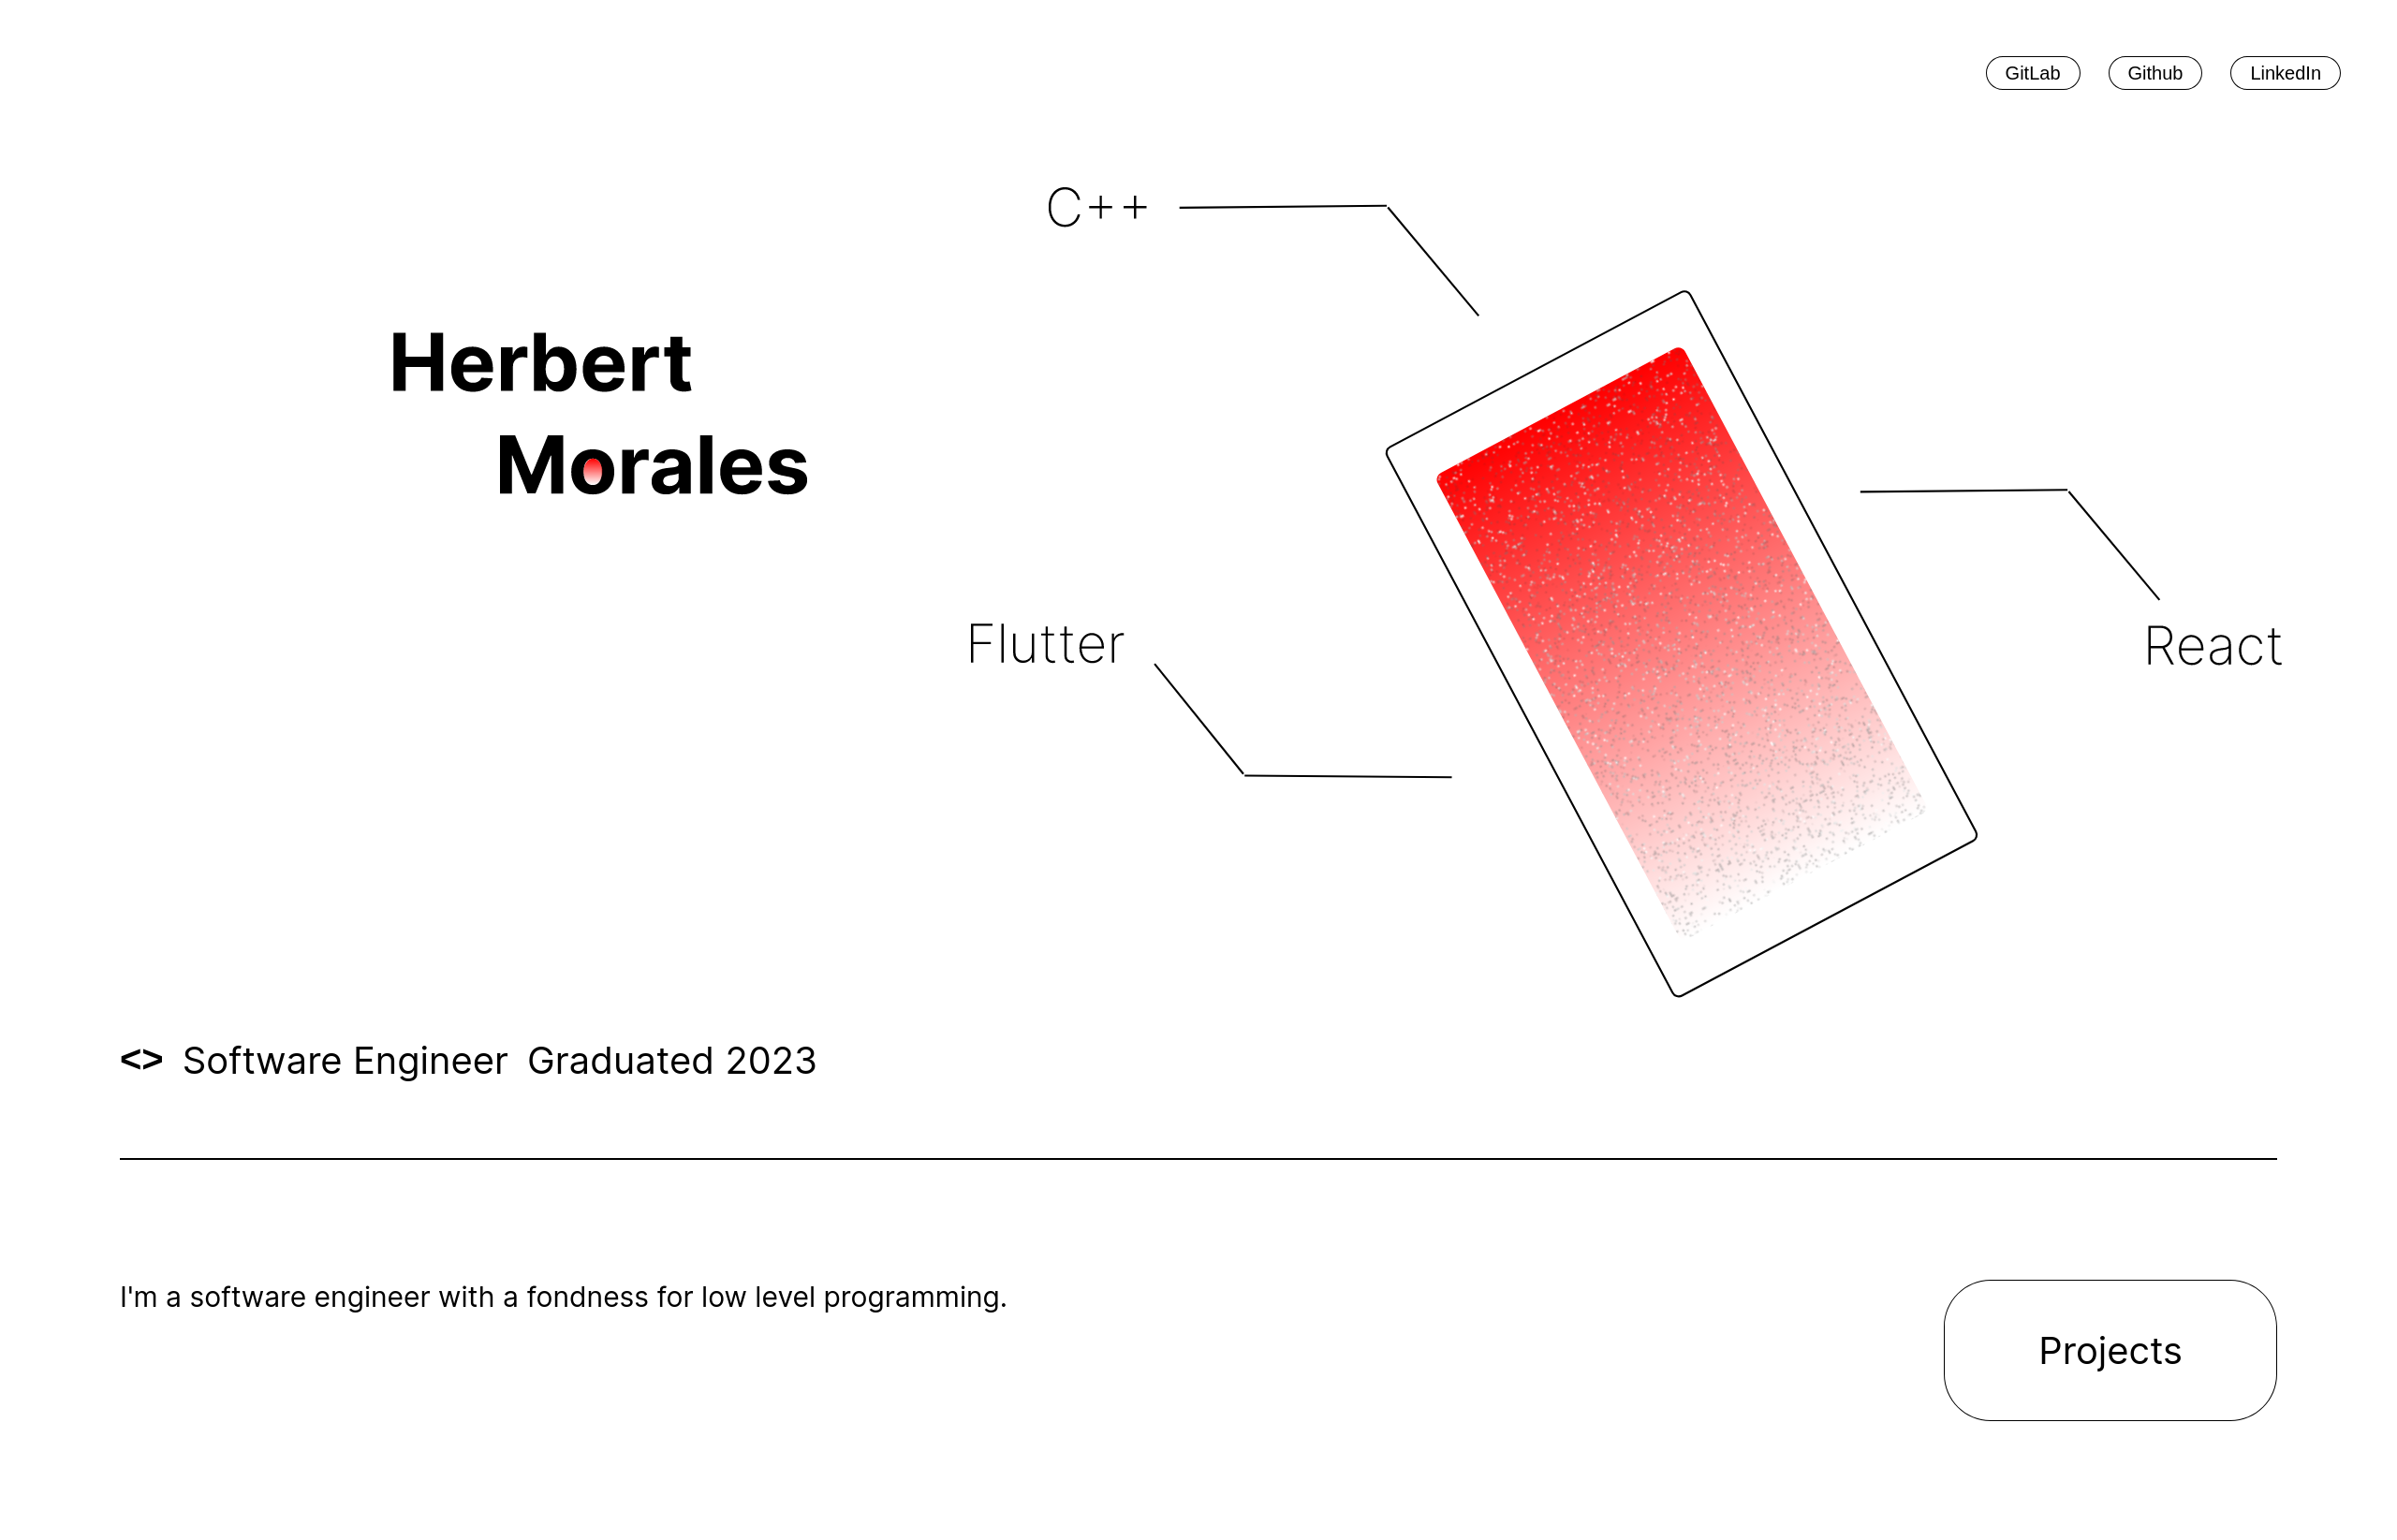 GitLab Github LinkedIn
C++
Herbert
Morales
Flutter
React
<> Software Engineer Graduated 2023
I'm a software engineer with a fondness for low level programming.
Projects